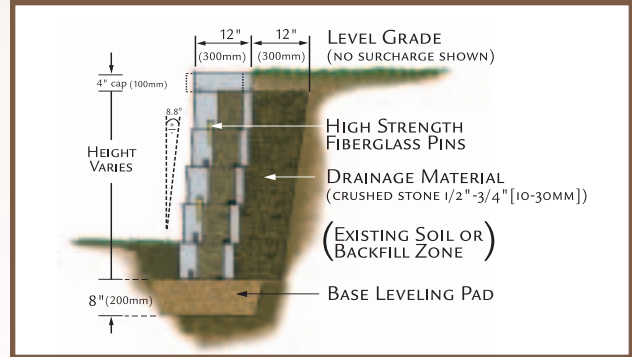 12" 12"
(300mm) (300mm)
LEVEL GRADE
(NO SURCHARGE SHOWN)
4" cap (100mm)
8.8°
HIGH STRENGTH
FIBERGLASS PINS
HEIGHT
VARIES
DRAINAGE MATERIAL
(CRUSHED STONE 1/2"-3/4"[10-30MM])
(EXISTING SOIL OR
BACKFILL ZONE)
8"(200mm)
BASE LEVELING PAD